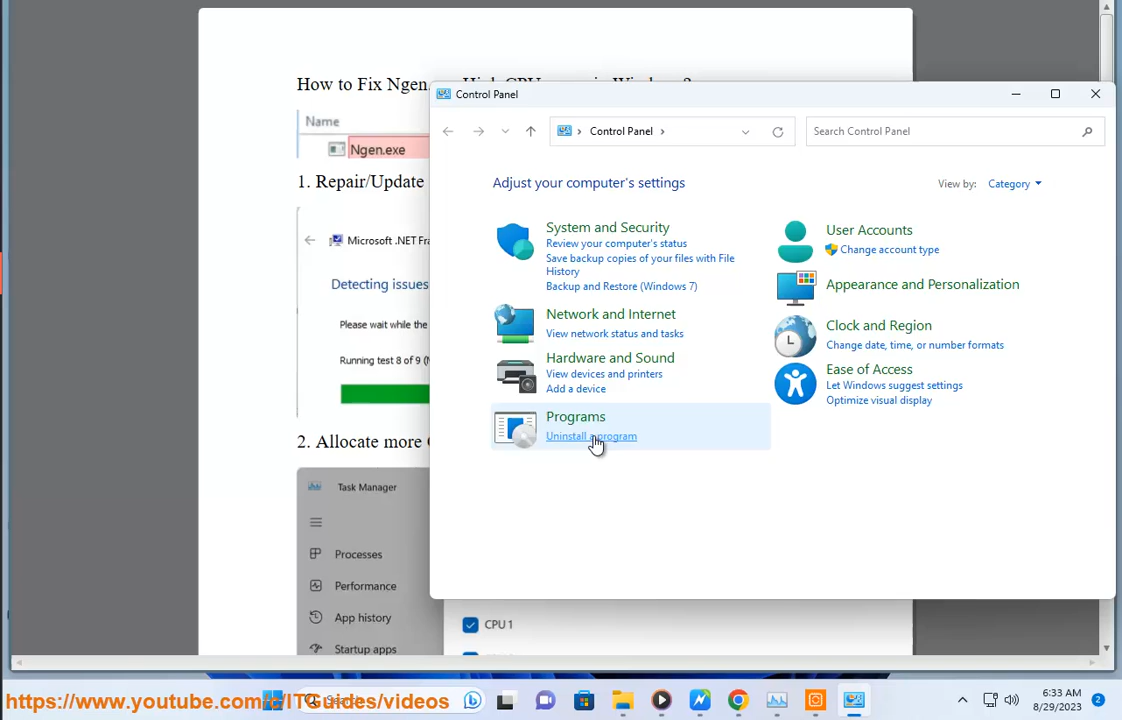 How to Fix Ngen.
Name
Ngen.exe
1. Repair/Update
Microsoft .NET Fra
Detecting issues
Please wait while the
Running test 8 of 9 (M
2. Allocate more
Task Manager
Processes
Performance
App history
Startup apps
Control Panel
Control Panel
Search Control Panel
Adjust your computer's settings
View by: Category
System and Security
Review your computer's status
Save backup copies of your files with File
History
Backup and Restore (Windows 7)
Network and Internet
View network status and tasks
Hardware and Sound
View devices and printers
Add a device
Programs
Uninstall a program
User Accounts
Change account type
Appearance and Personalization
Clock and Region
Change date, time, or number formats
Ease of Access
Let Windows suggest settings
Optimize visual display
CPU 1
https://www.youtube.com/c/ITGuides/videos
6:33 AM
8/29/2023
2